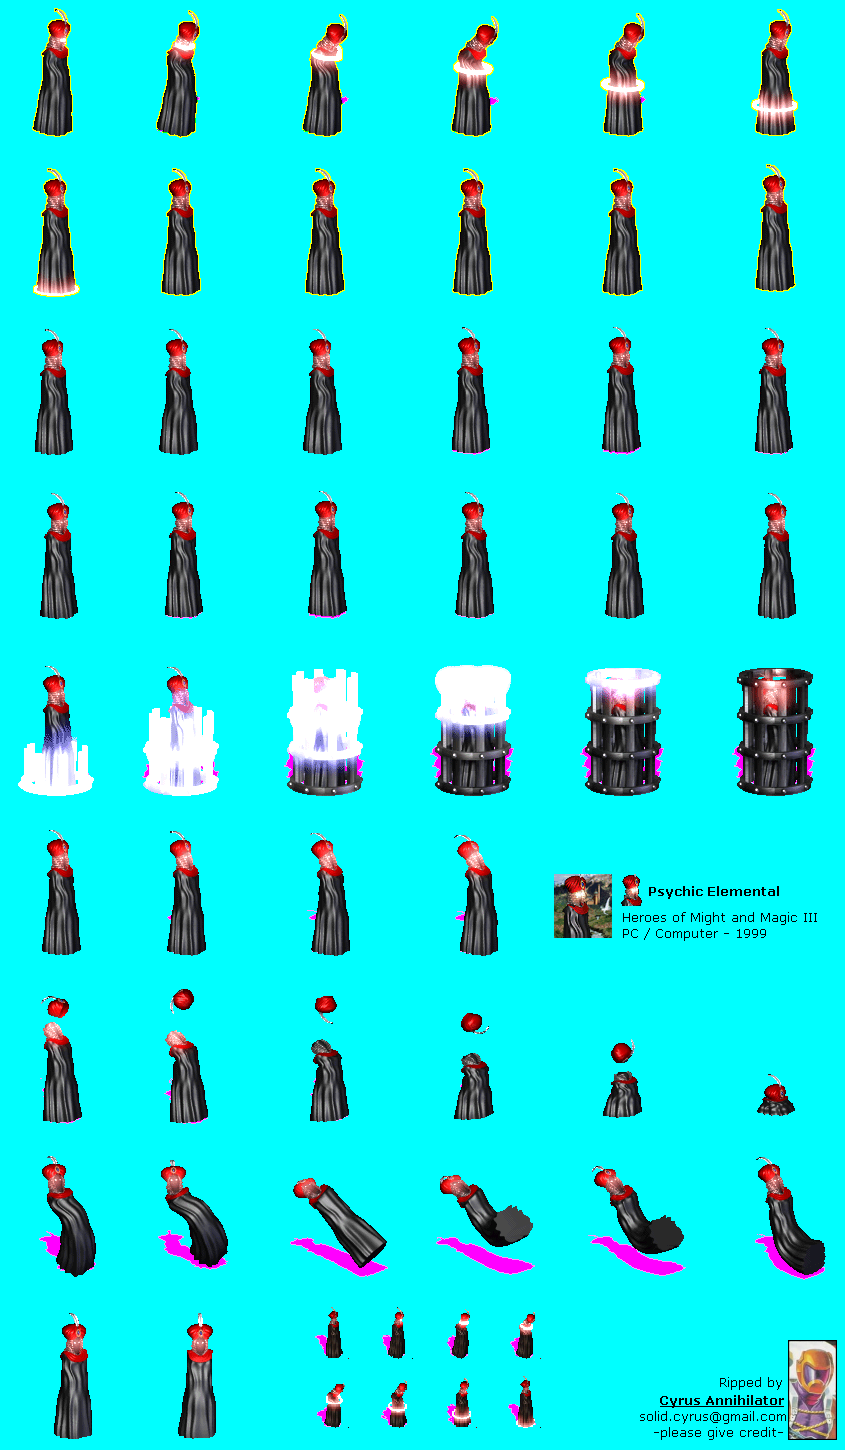 Psychic Elemental
Heroes of Might and Magic III
PC / Computer - 1999
Ripped by
Cyrus Annihilator
solid.cyrus@gmail.com
-please give credit-